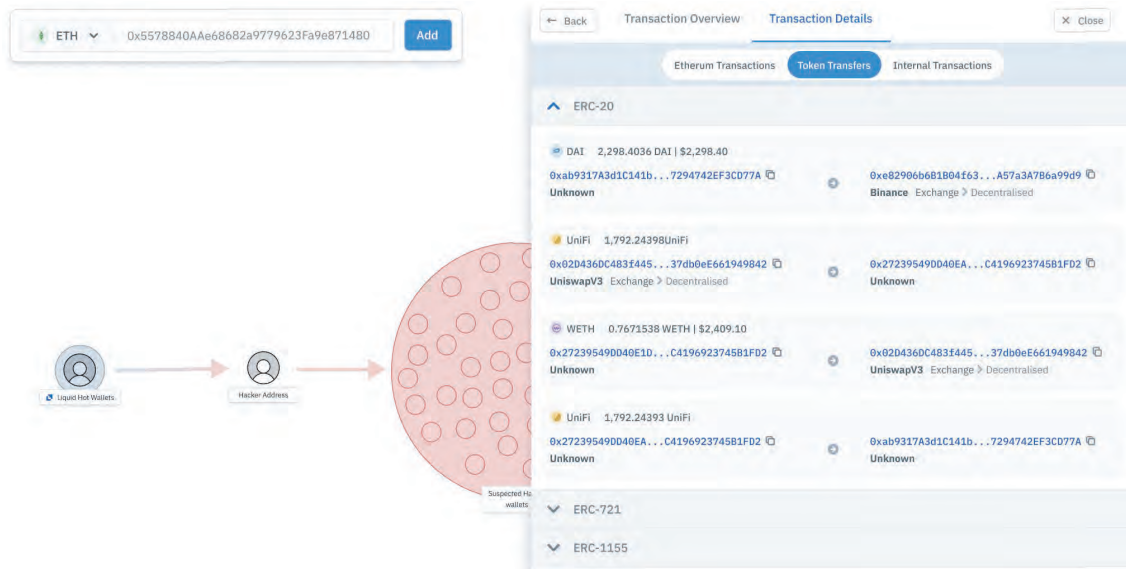 ETH 0x5578840AAe68682a9779623Fa9e871480 Add
Liquid Hot Wallets
Hacker Address
Suspected Ha
wallets
← Back Transaction Overview Transaction Details × Close
Etherum Transactions Token Transfers Internal Transactions
ERC-20
DAI 2,298.4036 DAI | $2,298.40
0xab9317A3d1C141b...7294742EF3CD77A 0xe82906b6B1B04f63...A57a3A7B6a99d9
Unknown Binance Exchange > Decentralised
UniFi 1,792.24398UniFi
0x02D436DC483f445...37db0eE661949842 0x27239549DD40EA...C4196923745B1FD2
UniswapV3 Exchange > Decentralised Unknown
WETH 0.7671538 WETH | $2,409.10
0x27239549DD40E1D...C4196923745B1FD2 0x02D436DC483f445...37db0eE661949842
Unknown UniswapV3 Exchange > Decentralised
UniFi 1,792.24393 UniFi
0x27239549DD40EA...C4196923745B1FD2 0xab9317A3d1C141b...7294742EF3CD77A
Unknown Unknown
ERC-721
ERC-1155